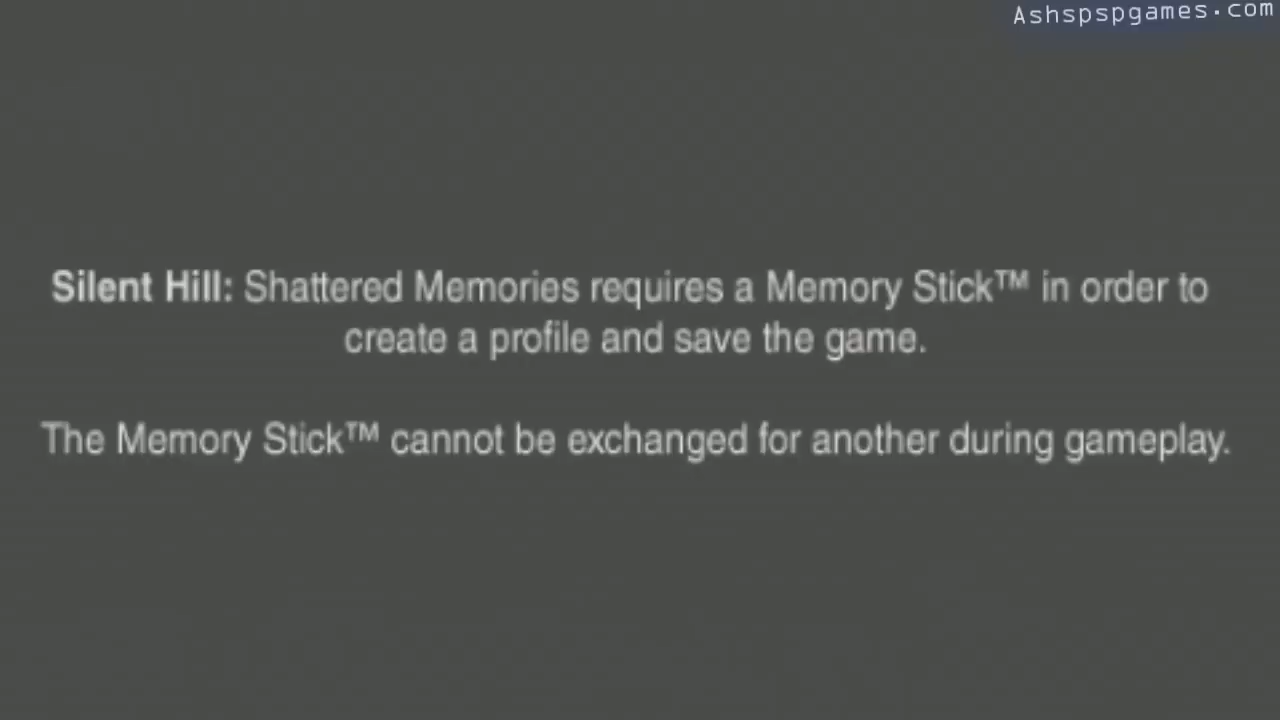 Ashspspgames.com
Silent Hill: Shattered Memories requires a Memory Stick™ in order to
create a profile and save the game.
The Memory Stick™ cannot be exchanged for another during gameplay.